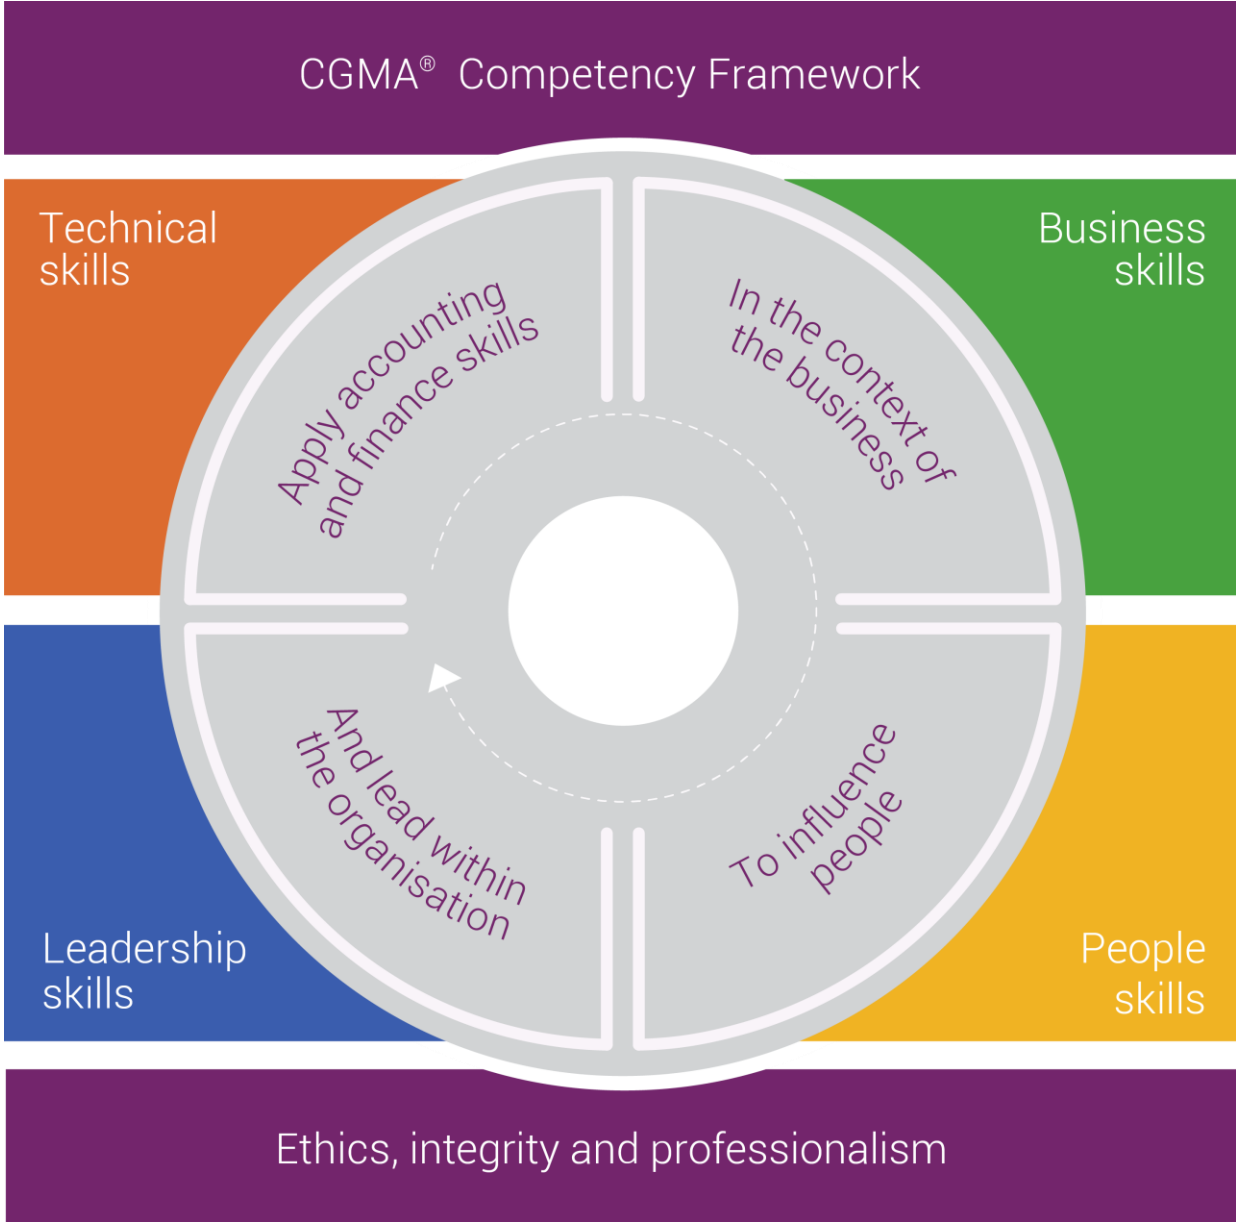 CGMA® Competency Framework
Technical
skills
Business
skills
Apply accounting
and finance skills
In the context of
the business
And lead within
the organisation
To influence
people
Leadership
skills
People
skills
Ethics, integrity and professionalism